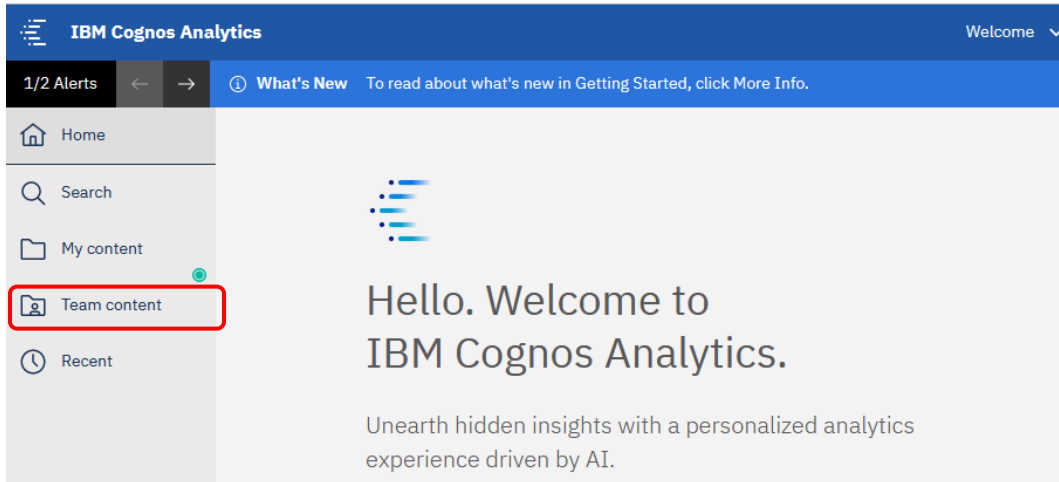 IBM Cognos Analytics
Welcome
1/2 Alerts
What's New To read about what's new in Getting Started, click More Info.
Home
Search
My content
Team content
Recent
Hello. Welcome to
IBM Cognos Analytics.
Unearth hidden insights with a personalized analytics
experience driven by AI.